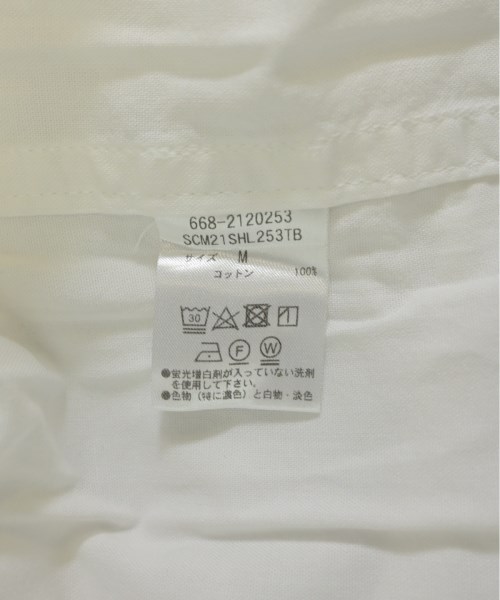 668-2120253
SCM21SHL253TB
サイズ M
コットン 100%
30
F W
●蛍光増白剤が入っていない洗剤
を使用して下さい。
●色物（特に濃色）と白物・淡色